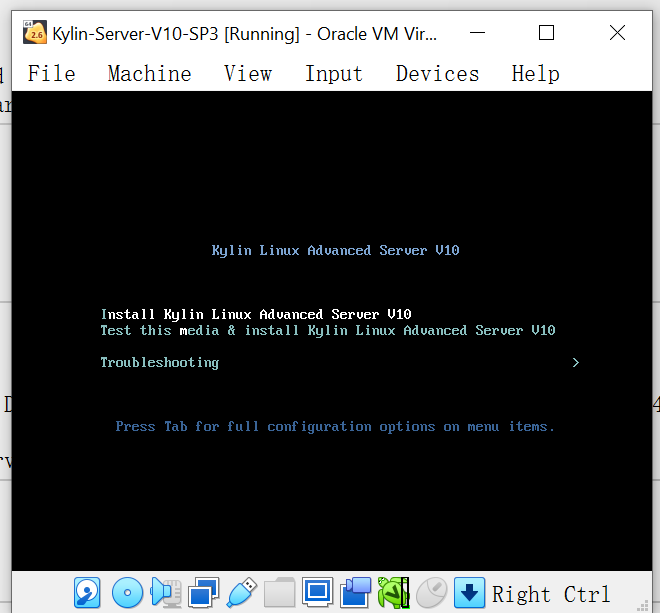 Kylin-Server-V10-SP3 [Running] - Oracle VM Vir...
File Machine View Input Devices Help
Kylin Linux Advanced Server V10
Install Kylin Linux Advanced Server V10
Test this media & install Kylin Linux Advanced Server V10
Troubleshooting >
Press Tab for full configuration options on menu items.
Right Ctrl